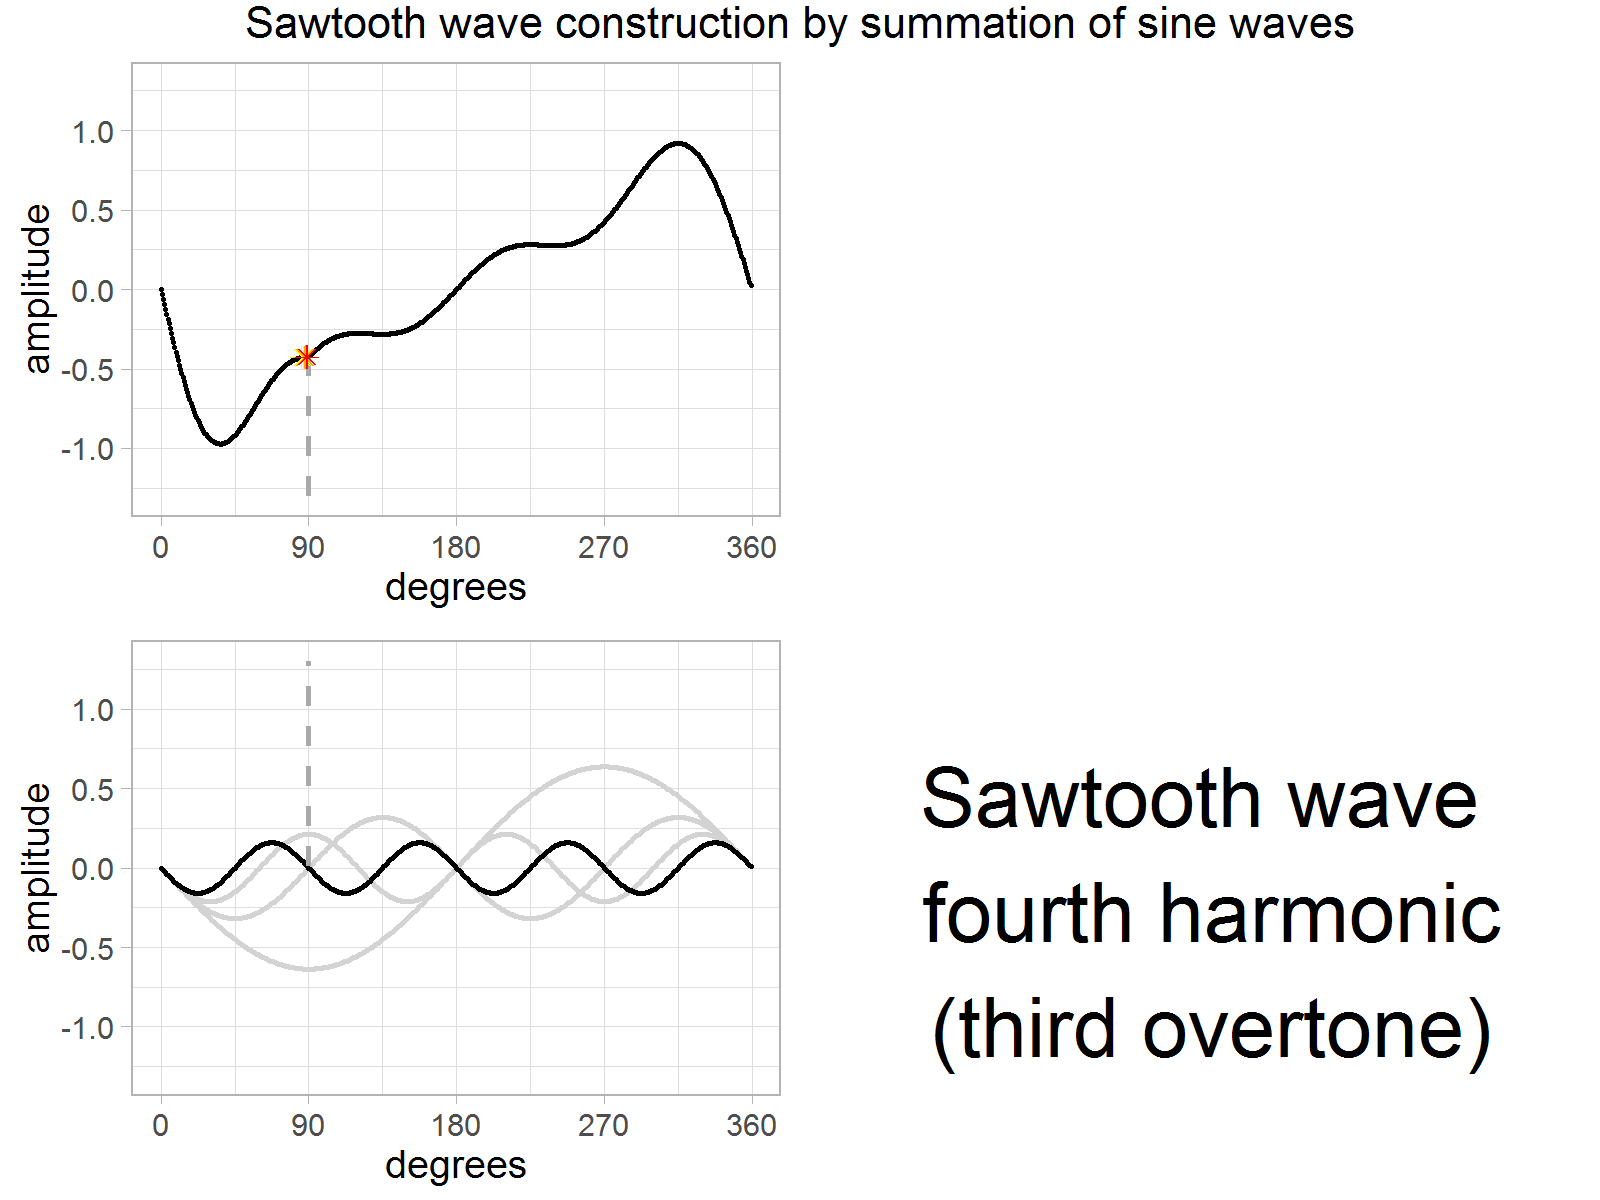 Sawtooth wave construction by summation of sine waves
amplitude
1.0
0.5
0.0
-0.5
-1.0
0 90 180 270 360
degrees
amplitude
1.0
0.5
0.0
-0.5
-1.0
0 90 180 270 360
degrees
Sawtooth wave
fourth harmonic
(third overtone)